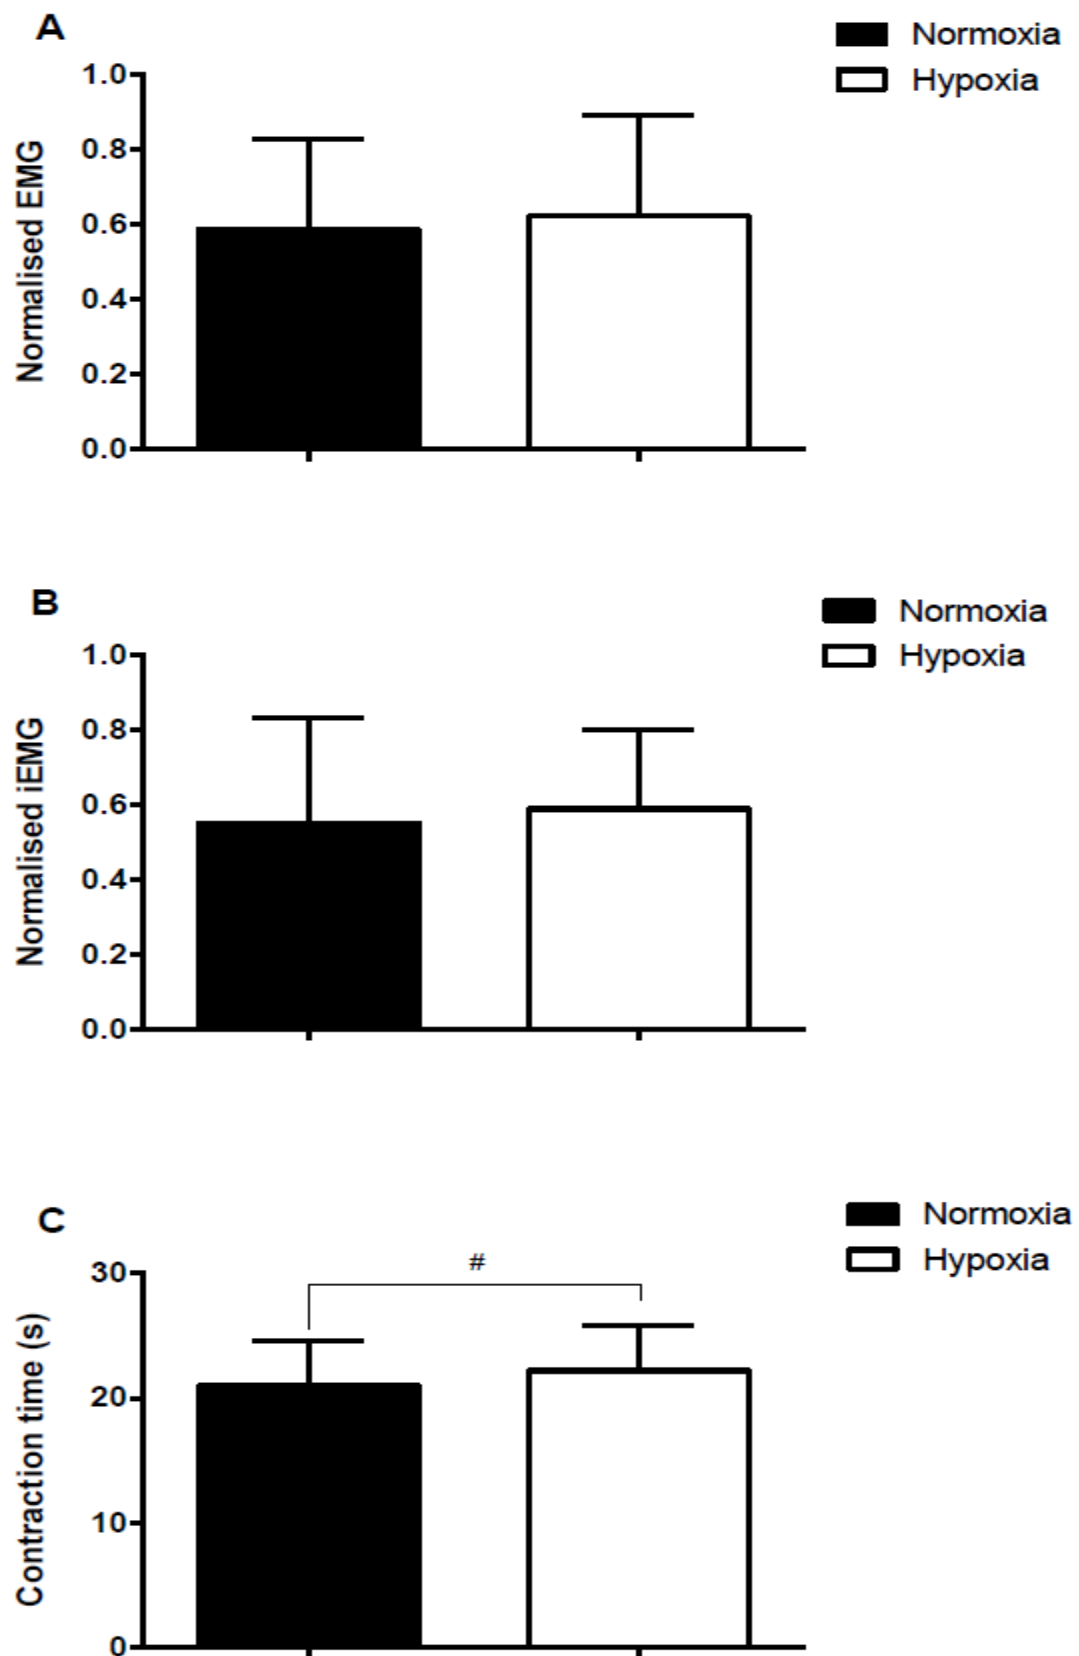 A
Normoxia
Hypoxia
Normalised EMG
1.0
0.8
0.6
0.4
0.2
0.0
B
Normoxia
Hypoxia
Normalised iEMG
1.0
0.8
0.6
0.4
0.2
0.0
C
Normoxia
Hypoxia
#
Contraction time (s)
30
20
10
0